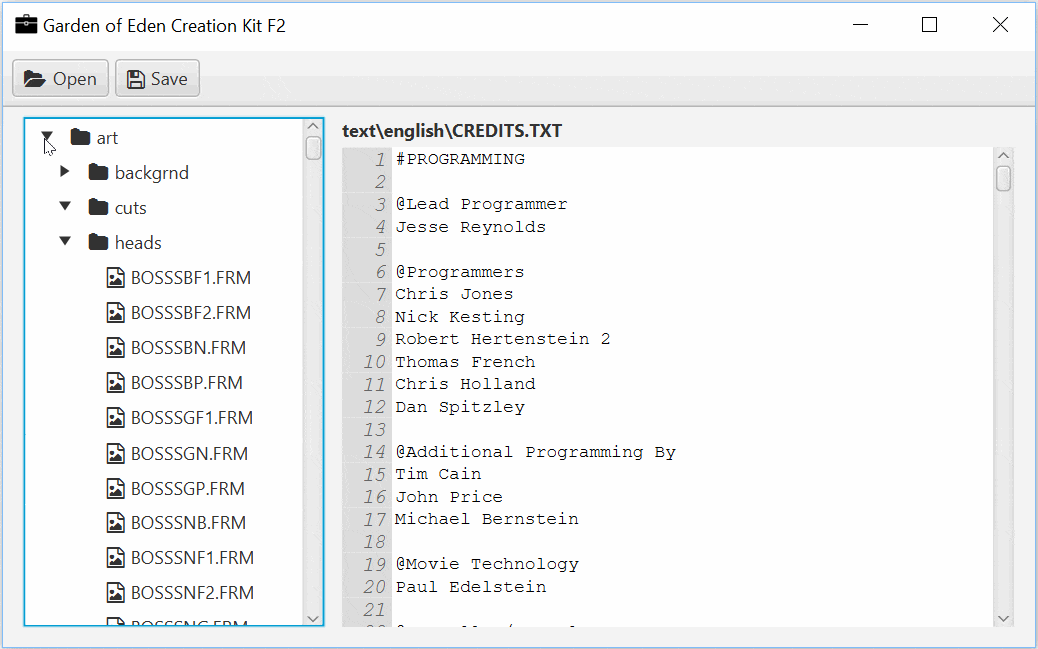 Garden of Eden Creation Kit F2
Open Save
art
backgrnd
cuts
heads
BOSSSBF1.FRM
BOSSSBF2.FRM
BOSSSBN.FRM
BOSSSBP.FRM
BOSSSGF1.FRM
BOSSSGN.FRM
BOSSSGP.FRM
BOSSSNB.FRM
BOSSSNF1.FRM
BOSSSNF2.FRM
text\english\CREDITS.TXT
1 #PROGRAMMING
2
3 @Lead Programmer
4 Jesse Reynolds
5
6 @Programmers
7 Chris Jones
8 Nick Kesting
9 Robert Hertenstein 2
10 Thomas French
11 Chris Holland
12 Dan Spitzley
13
14 @Additional Programming By
15 Tim Cain
16 John Price
17 Michael Bernstein
18
19 @Movie Technology
20 Paul Edelstein
21